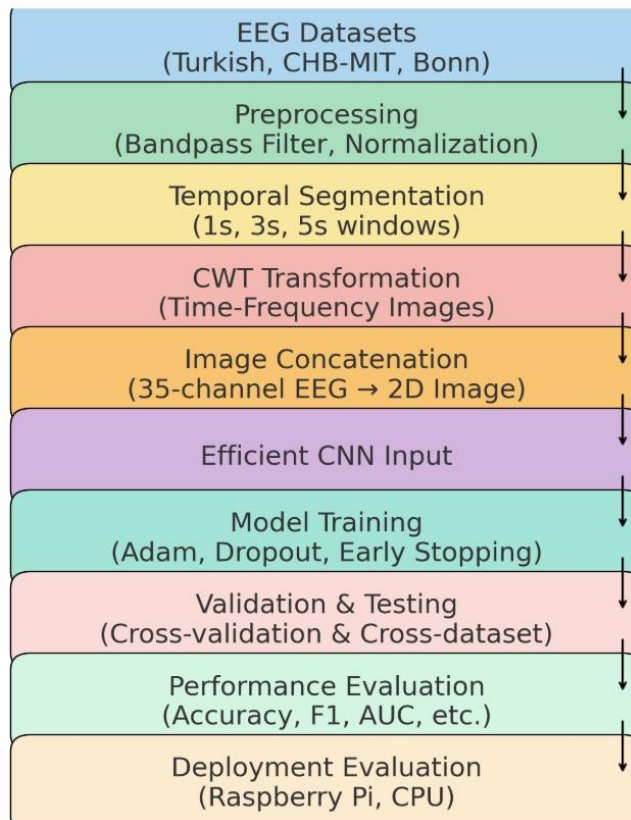 EEG Datasets
(Turkish, CHB-MIT, Bonn)
Preprocessing
(Bandpass Filter, Normalization)
Temporal Segmentation
(1s, 3s, 5s windows)
CWT Transformation
(Time-Frequency Images)
Image Concatenation
(35-channel EEG → 2D Image)
Efficient CNN Input
Model Training
(Adam, Dropout, Early Stopping)
Validation & Testing
(Cross-validation & Cross-dataset)
Performance Evaluation
(Accuracy, F1, AUC, etc.)
Deployment Evaluation
(Raspberry Pi, CPU)